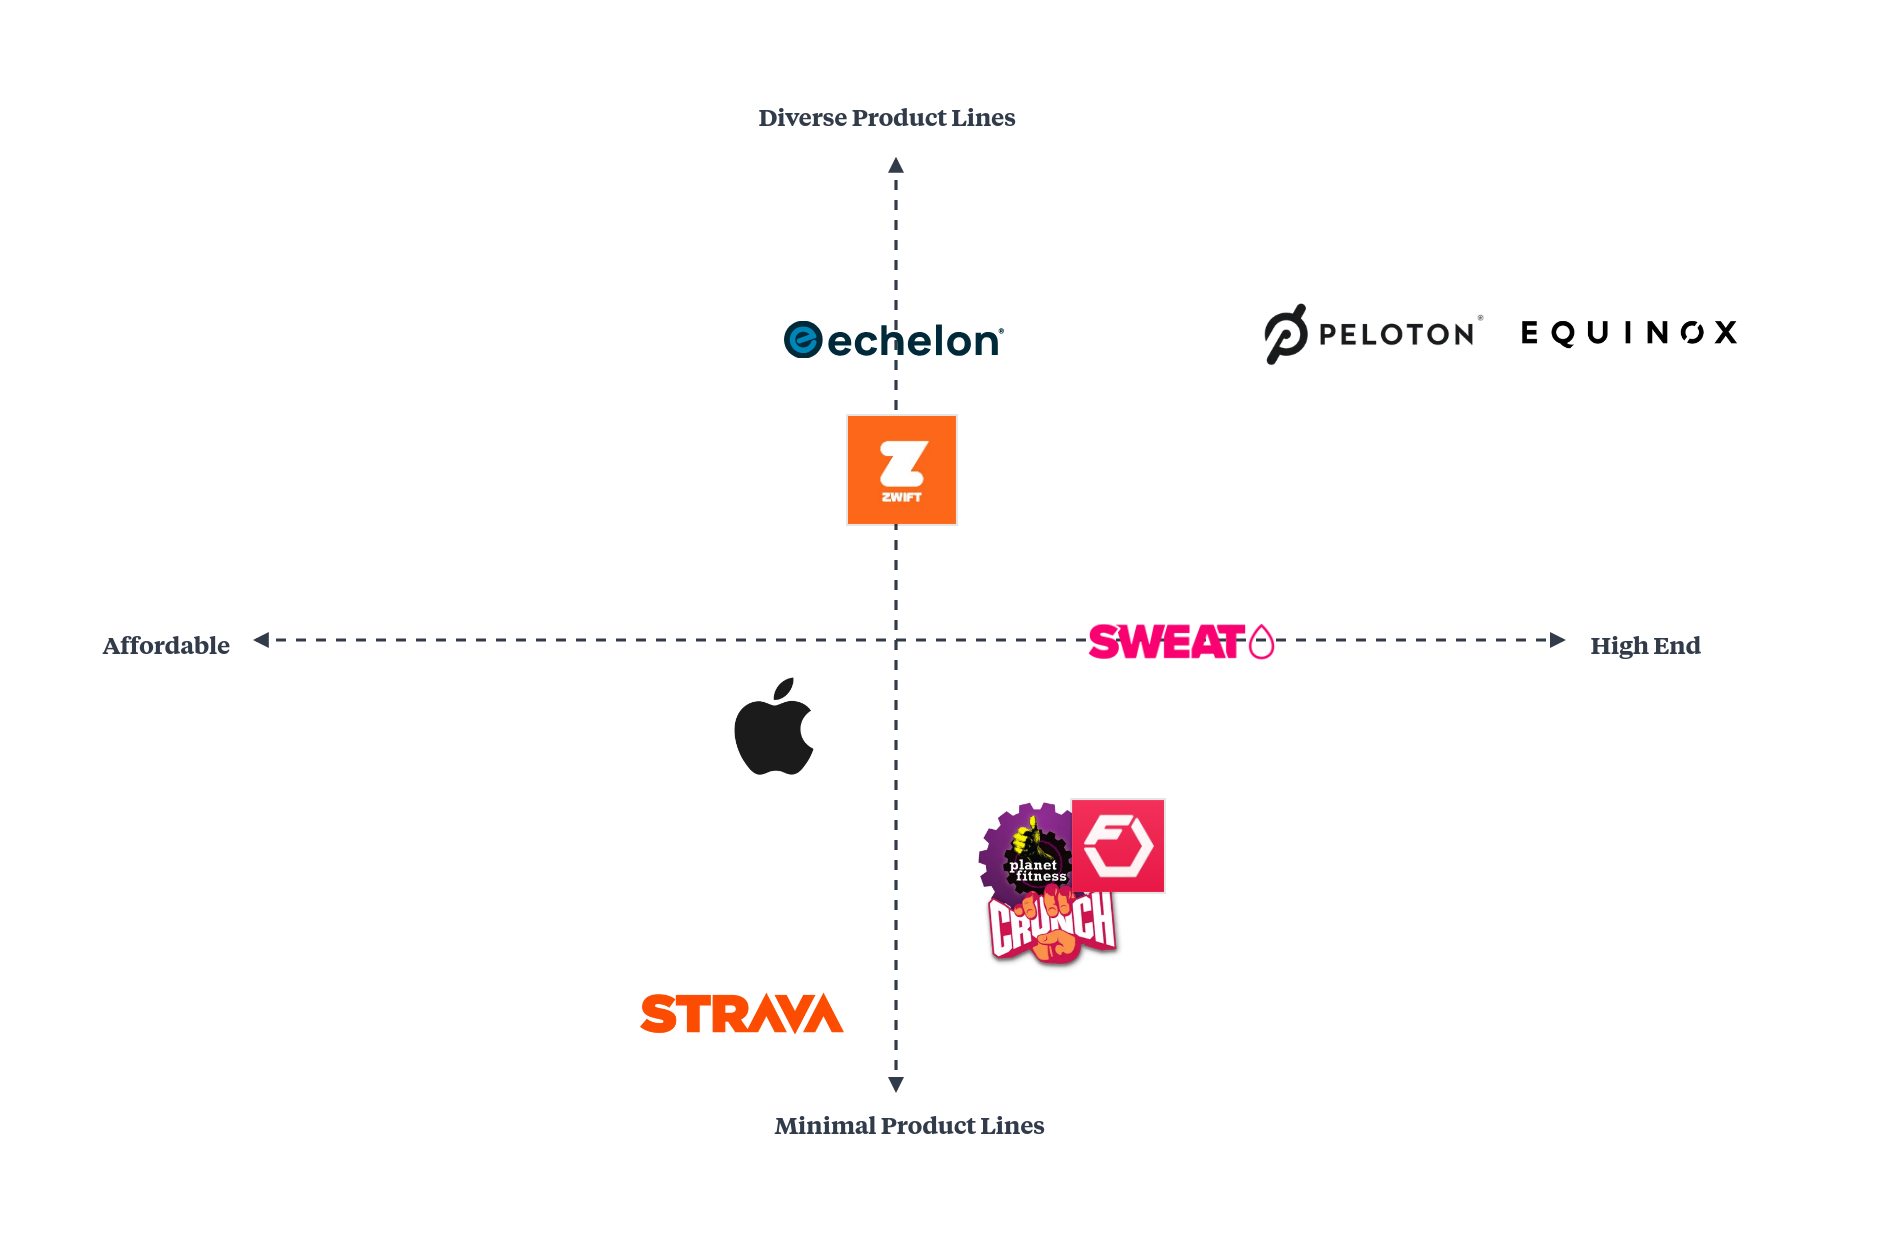 Diverse Product Lines
echelon®
PELOTON®
EQUINOX
ZWIFT
Affordable
SWEAT
High End
planet
fitness
CRUNCH
STRAVA
Minimal Product Lines